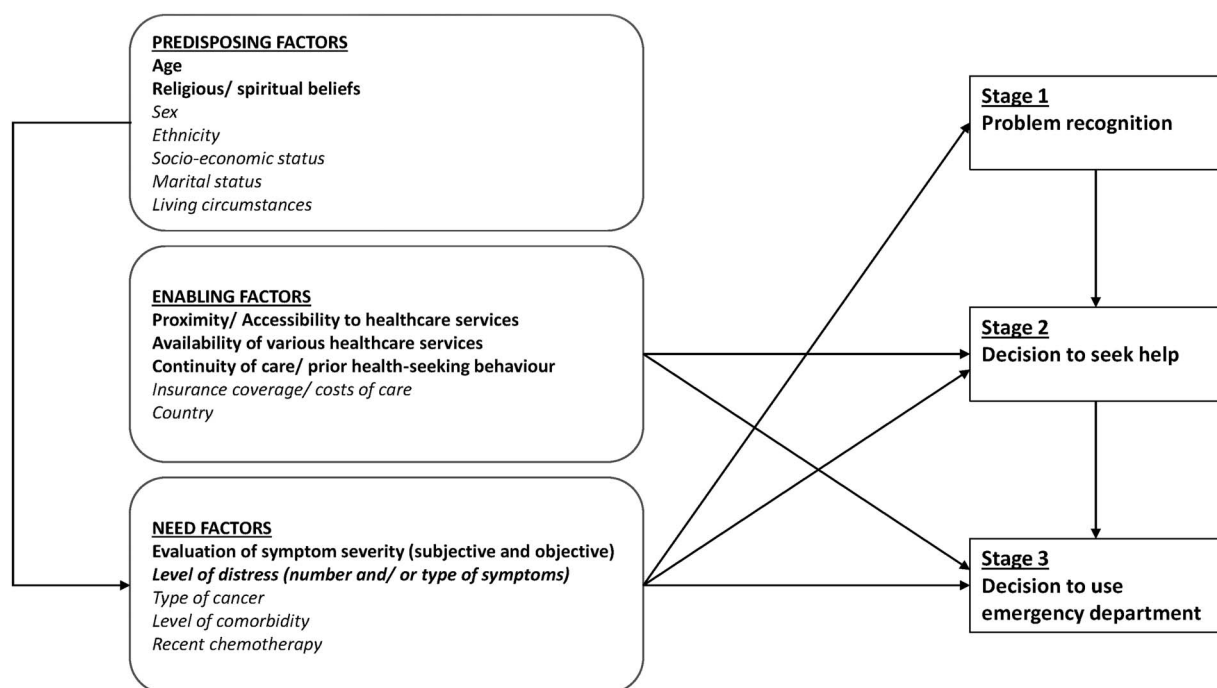 PREDISPOSING FACTORS
Age
Religious/ spiritual beliefs
Sex
Ethnicity
Socio-economic status
Marital status
Living circumstances
ENABLING FACTORS
Proximity/ Accessibility to healthcare services
Availability of various healthcare services
Continuity of care/ prior health-seeking behaviour
Insurance coverage/ costs of care
Country
NEED FACTORS
Evaluation of symptom severity (subjective and objective)
Level of distress (number and/ or type of symptoms)
Type of cancer
Level of comorbidity
Recent chemotherapy
Stage 1
Problem recognition
Stage 2
Decision to seek help
Stage 3
Decision to use
emergency department